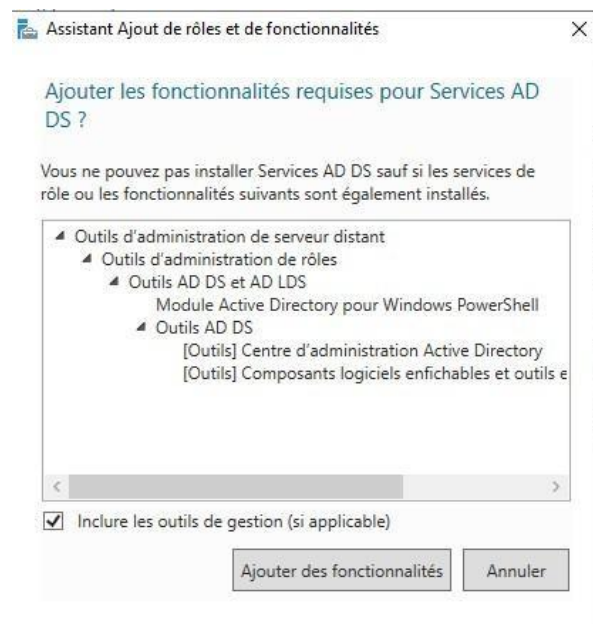 Assistant Ajout de rôles et de fonctionnalités
Ajouter les fonctionnalités requises pour Services AD
DS ?
Vous ne pouvez pas installer Services AD DS sauf si les services de
rôle ou les fonctionnalités suivants sont également installés.
Outils d'administration de serveur distant
Outils d'administration de rôles
Outils AD DS et AD LDS
Module Active Directory pour Windows PowerShell
Outils AD DS
[Outils] Centre d'administration Active Directory
[Outils] Composants logiciels enfichables et outils e
Inclure les outils de gestion (si applicable)
Ajouter des fonctionnalités
Annuler